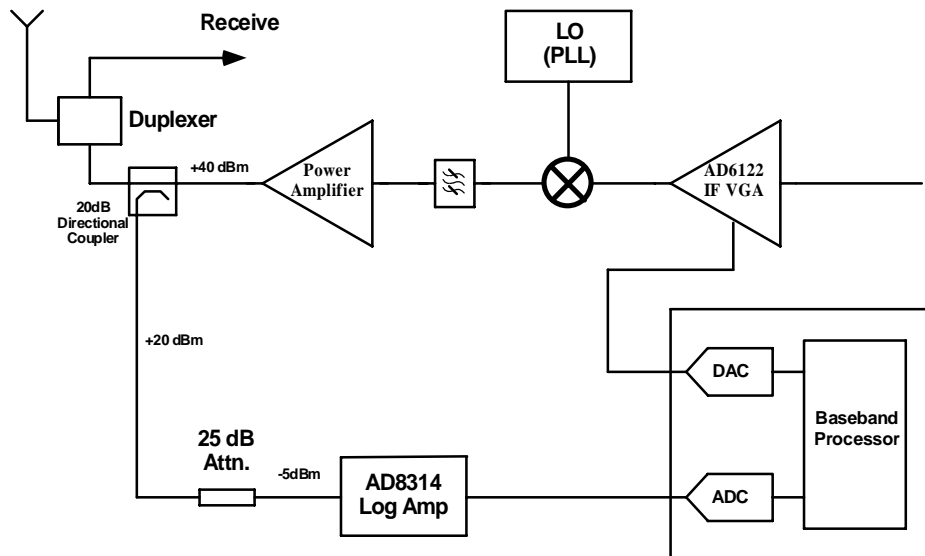 Receive
LO
(PLL)
Duplexer
+40 dBm
Power
Amplifier
AD6122
IF VGA
20dB
Directional
Coupler
+20 dBm
DAC
Baseband
Processor
25 dB
Attn.
-5dBm
AD8314
Log Amp
ADC